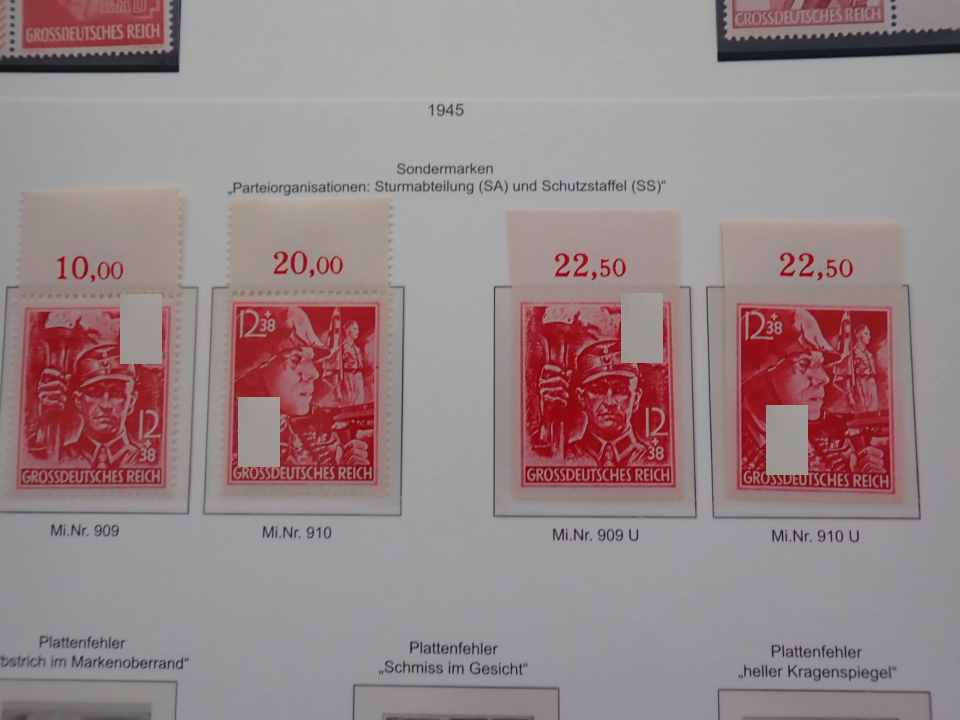 GROSSDEUTSCHES REICH
GROSSDEUTSCHES REICH
1945
Sondermarken
„Parteiorganisationen: Sturmabteilung (SA) und Schutzstaffel (SS)“
10,00
20,00
22,50
22,50
12+38
GROSSDEUTSCHES REICH
12+38
GROSSDEUTSCHES REICH
12+38
GROSSDEUTSCHES REICH
12+38
GROSSDEUTSCHES REICH
Mi.Nr. 909
Mi.Nr. 910
Mi.Nr. 909 U
Mi.Nr. 910 U
Plattenfehler
im Markenoberrand“
Plattenfehler
„Schmiss im Gesicht“
Plattenfehler
„heller Kragenspiegel“